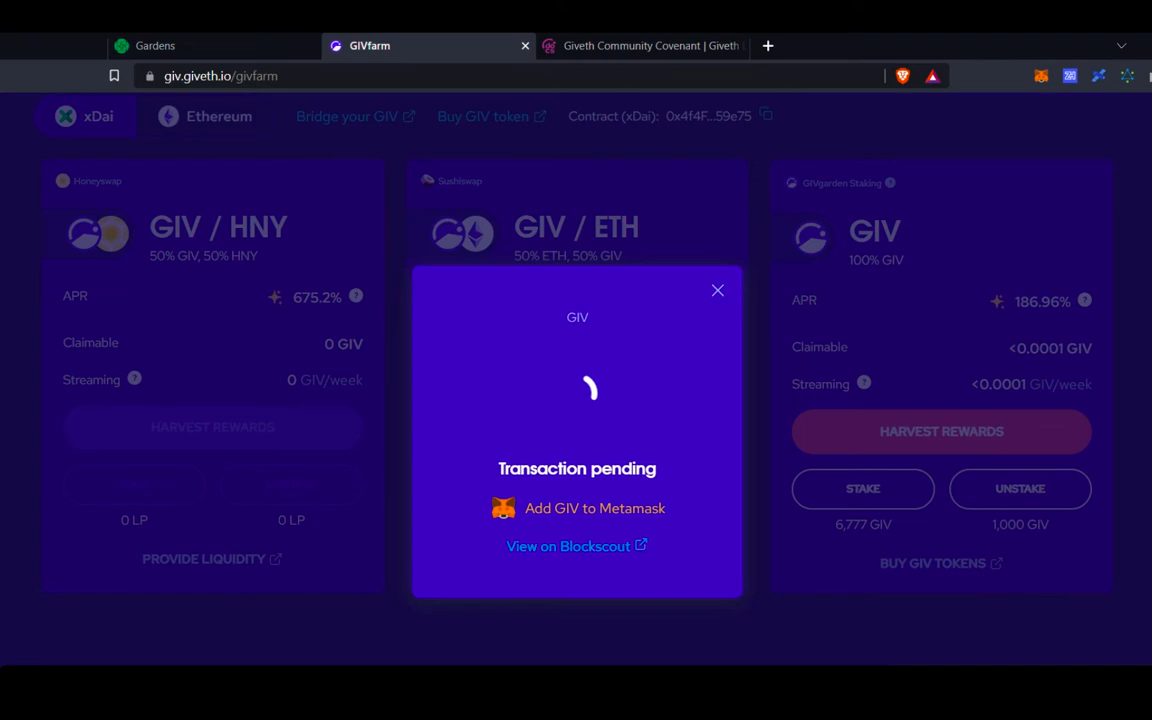 Gardens
GIVfarm
Giveth Community Covenant | Giveth
giv.giveth.io/givfarm
xDai
Ethereum
Bridge your GIV
Buy GIV token
Contract (xDai): 0x4f4F...59e75
Honeyswap
GIV / HNY
50% GIV, 50% HNY
APR
675.2%
Claimable
0 GIV
Streaming
0 GIV/week
HARVEST REWARDS
0 LP
0 LP
PROVIDE LIQUIDITY
Sushiswap
GIV / ETH
50% ETH, 50% GIV
GIV
Transaction pending
Add GIV to Metamask
View on Blockscout
GIVgarden Staking
GIV
100% GIV
APR
186.96%
Claimable
<0.0001 GIV
Streaming
<0.0001 GIV/week
HARVEST REWARDS
STAKE
UNSTAKE
6,777 GIV
1,000 GIV
BUY GIV TOKENS